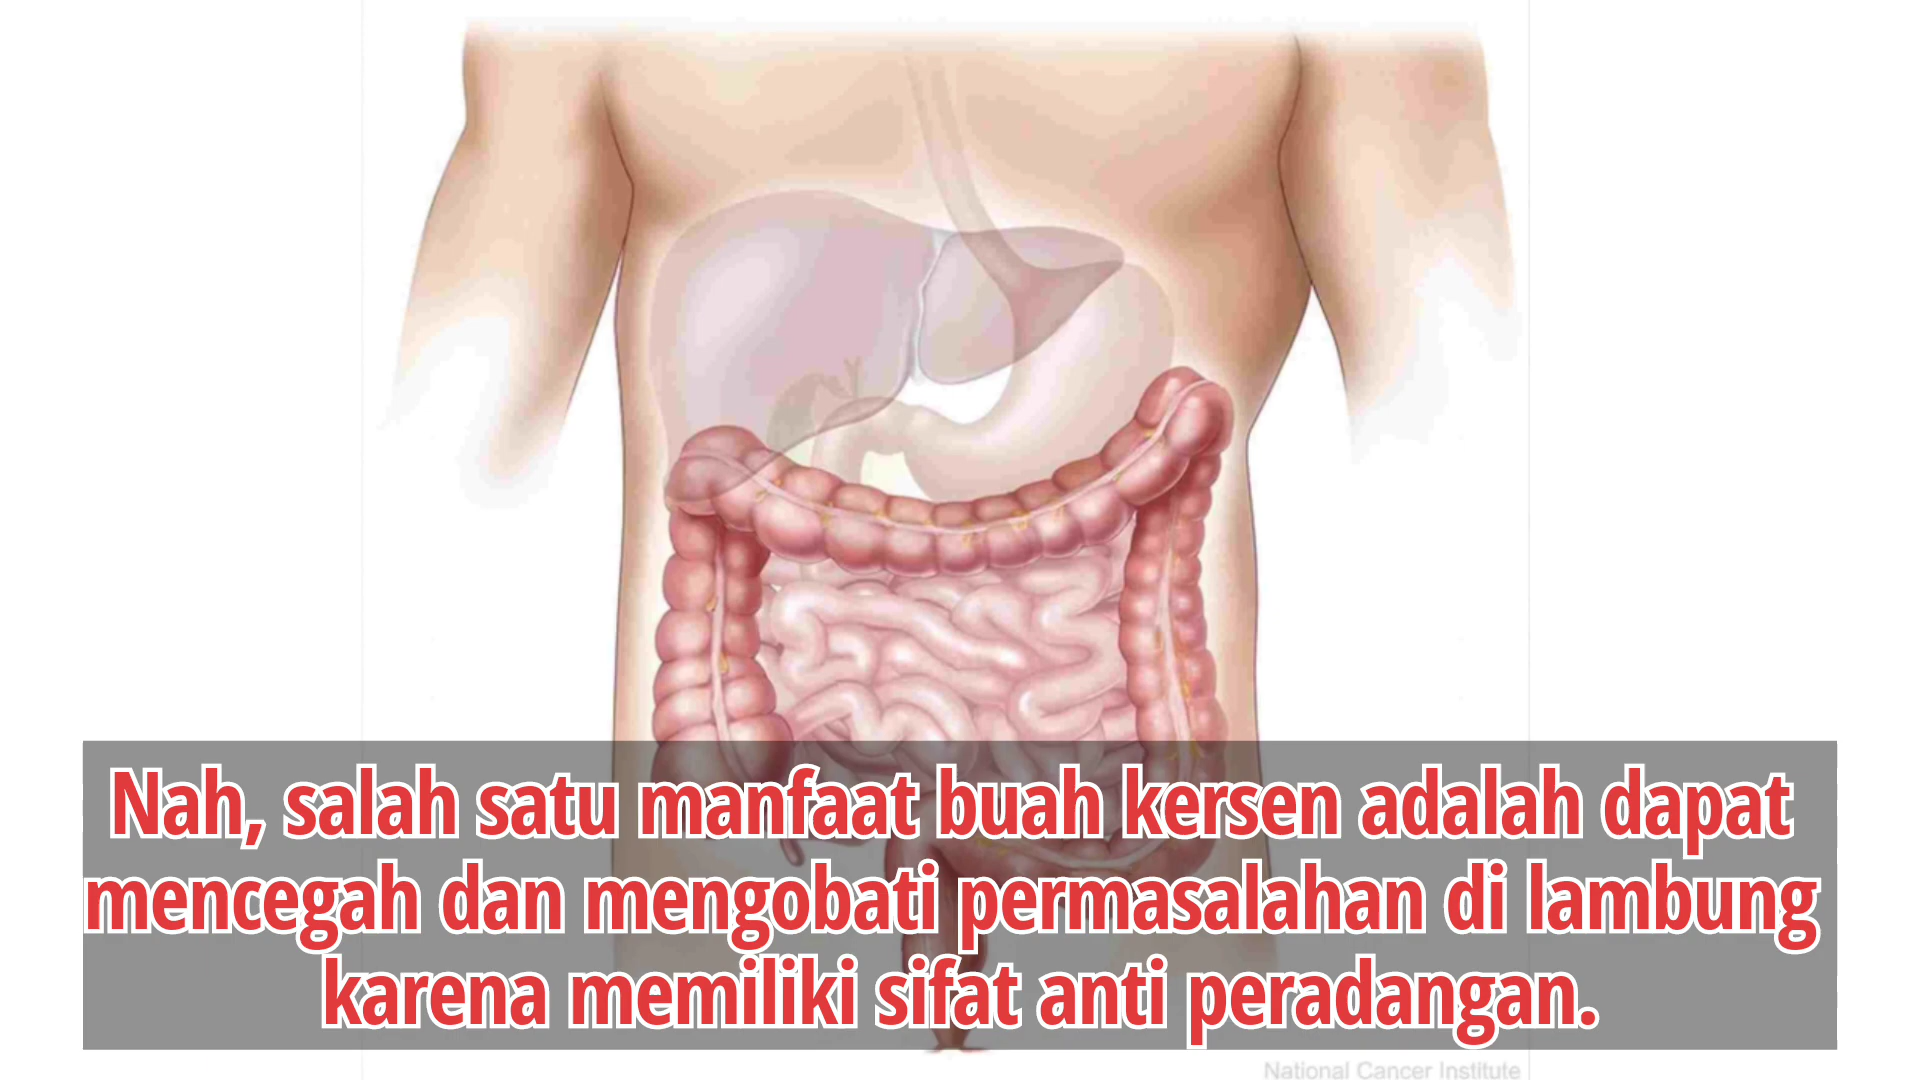 Nah, salah satu manfaat buah kersen adalah dapat
mencegah dan mengobati permasalahan di lambung
karena memiliki sifat anti peradangan.
National Cancer Institute